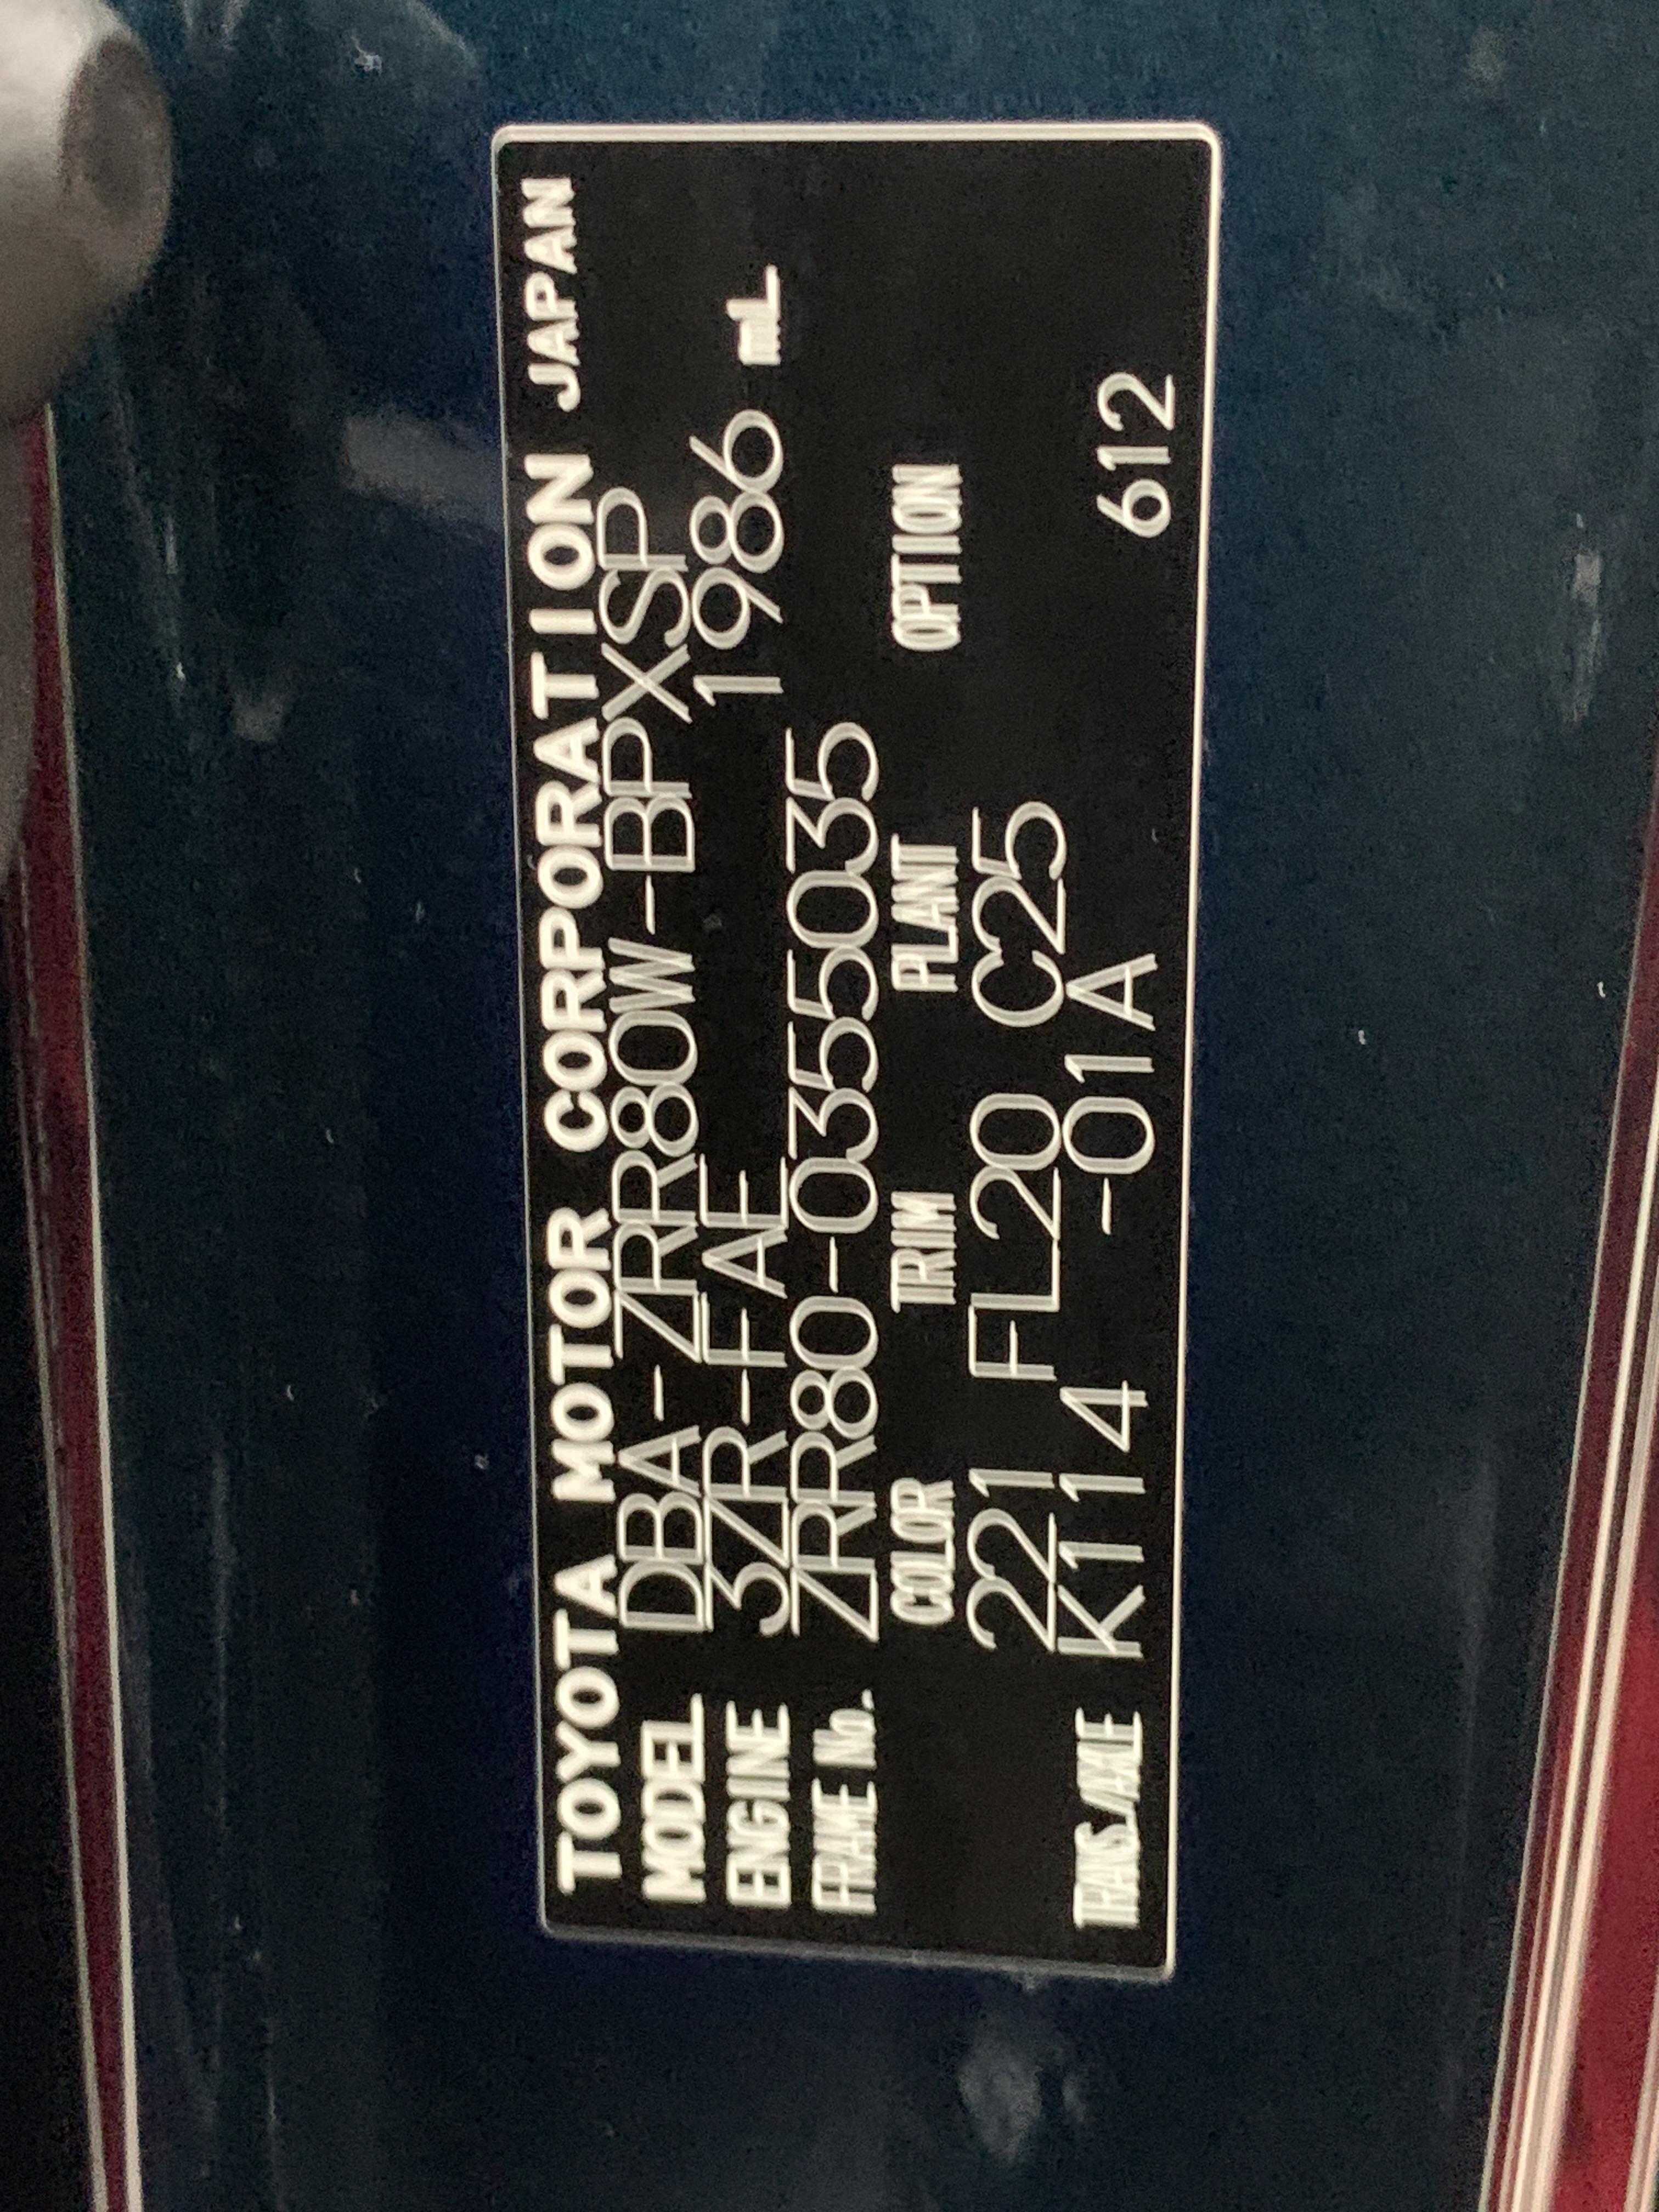 TOYOTA MOTOR CORPORATION JAPAN
MODEL DBA-ZRR80W-BPXSP
ENGINE 3ZR-FAE 1986 mL
FRAME No. ZRR80-0355035
COLOR TRIM PLANT OPTION
221 FL20 C25
TRANS./AXLE K114 -01A 612